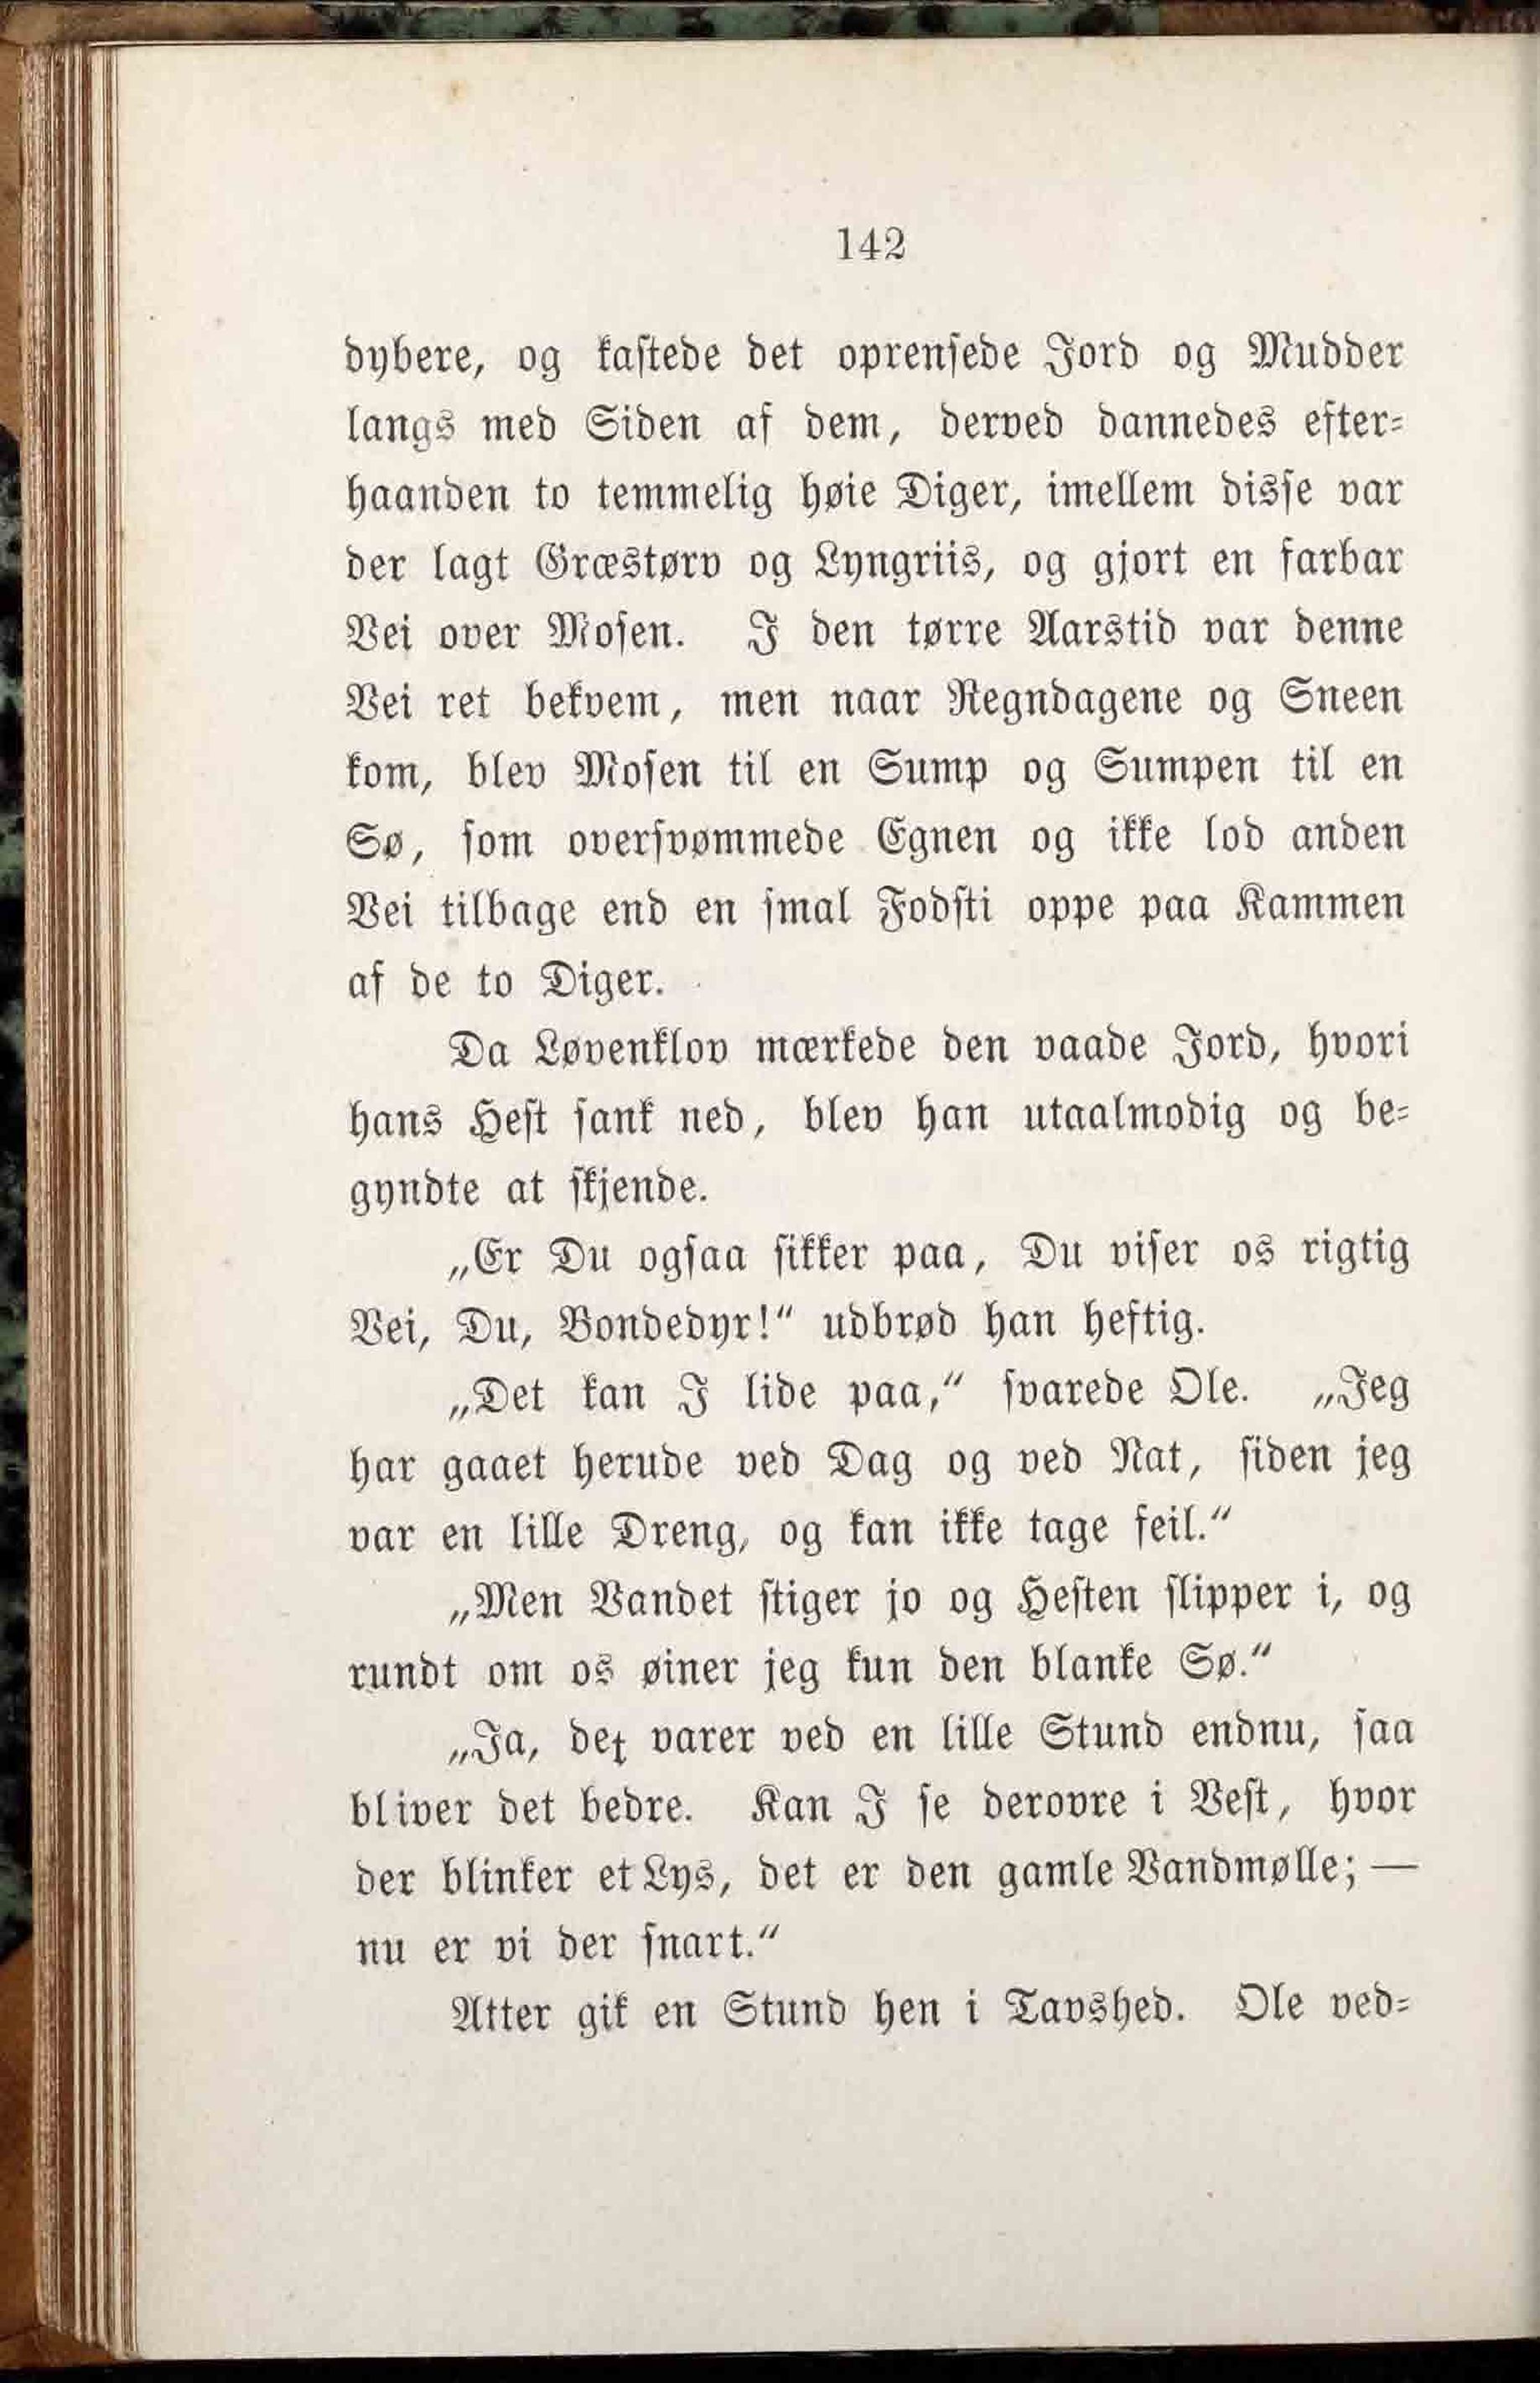 142
dybere, og kastede det oprensede Jord og Mudder
langs med Siden af dem, derved dannedes efter=
haanden to temmelig høie Diger, imellem disse var
der lagt Græstørv og Lyngriis, og gjort en farbar
Vei over Mosen. I den tørre Aarstid var denne
Vei ret bekvem, men naar Regndagene og Sneen
kom, blev Mosen til en Sump og Sumpen til en
Sø, som oversvømmede Egnen og ikke lod anden
Vei tilbage end en smal Fodsti oppe paa Kammen
af de to Diger.
Da Løvenklov mærkede den vaade Jord, hvori
hans Hest sank ned, blev han utaalmodig og be=
gyndte at skjende.
„Er Du ogsaa sikker paa, Du viser os rigtig
Vei, Du, Bondedyr!“ udbrød han heftig.
„Det kan I lide paa,“ svarede Ole. „Jeg
har gaaet herude ved Dag og ved Nat, siden jeg
var en lille Dreng, og kan ikke tage feil.“
„Men Vandet stiger jo og Hesten slipper i, og
rundt om os øiner jeg kun den blanke Sø.“
„Ja, det varer ved en lille Stund endnu, saa
bliver det bedre. Kan I se derovre i Vest, hvor
der blinker et Lys, det er den gamle Vandmølle; —
nu er vi der snart.“
Atter gik en Stund hen i Tavshed. Ole ved=